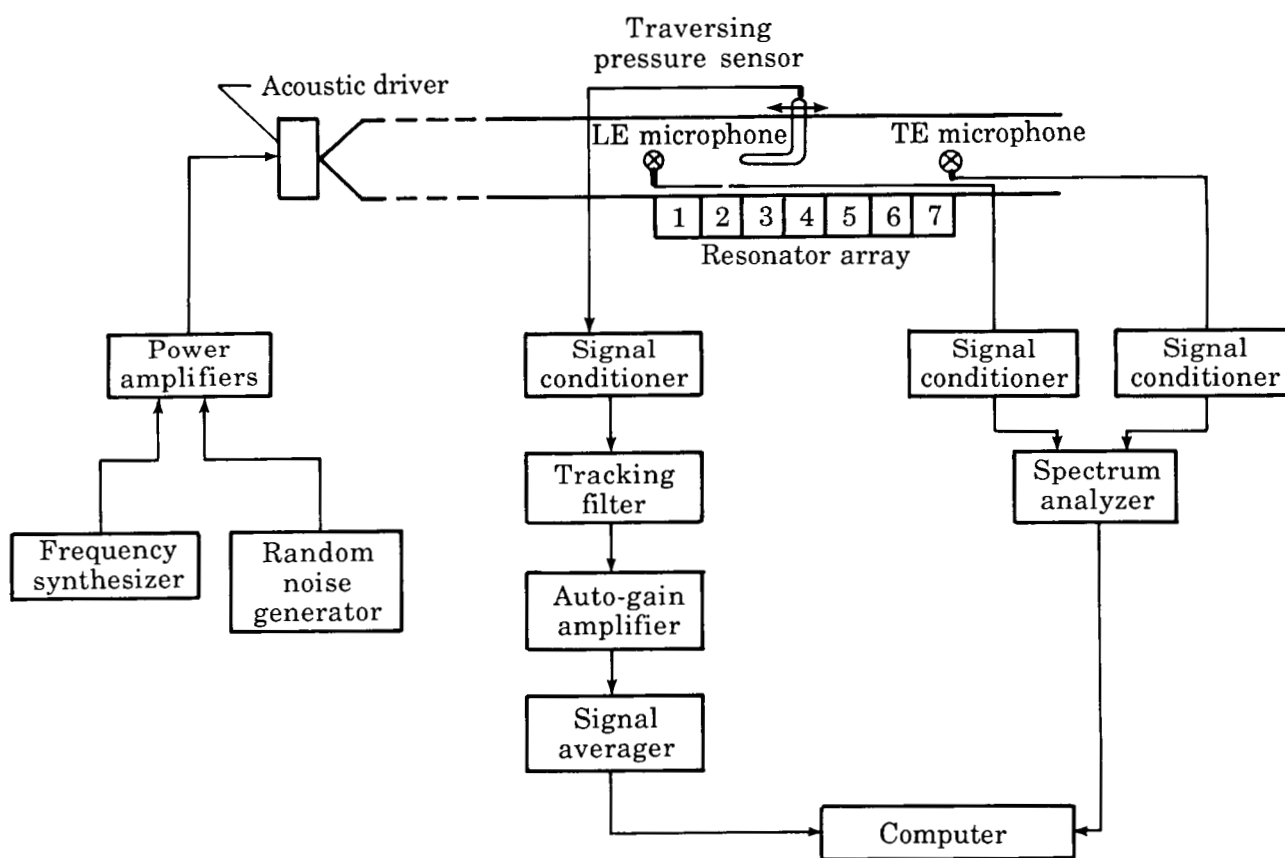 Traversing
pressure sensor
Acoustic driver
LE microphone
TE microphone
1 2 3 4 5 6 7
Resonator array
Power
amplifiers
Signal
conditioner
Signal
conditioner
Signal
conditioner
Tracking
filter
Spectrum
analyzer
Frequency
synthesizer
Random
noise
generator
Auto-gain
amplifier
Signal
averager
Computer